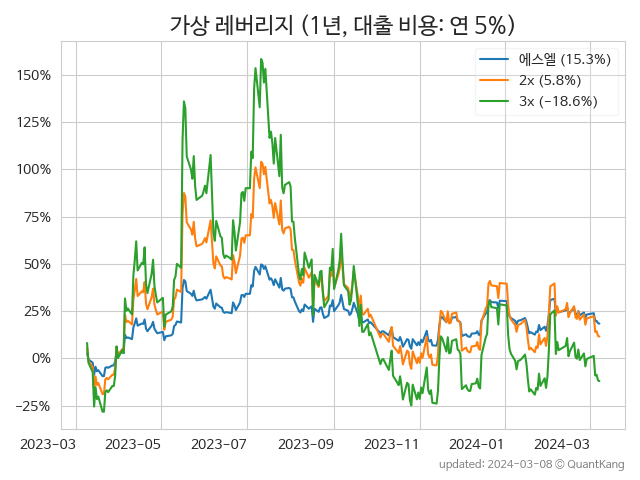 가상 레버리지 (1년, 대출 비용: 연 5%)
에스엘 (15.3%)
2x (5.8%)
3x (−18.6%)
150%
125%
100%
75%
50%
25%
0%
−25%
2023-03 2023-05 2023-07 2023-09 2023-11 2024-01 2024-03
updated: 2024-03-08 © QuantKang